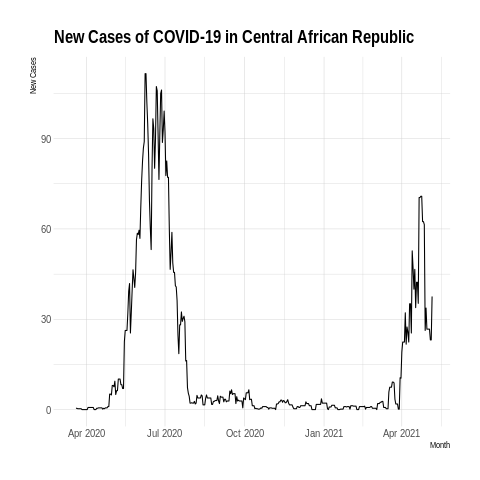 New Cases of COVID-19 in Central African Republic
New Cases
90
60
30
0
Apr 2020 Jul 2020 Oct 2020 Jan 2021 Apr 2021
Month